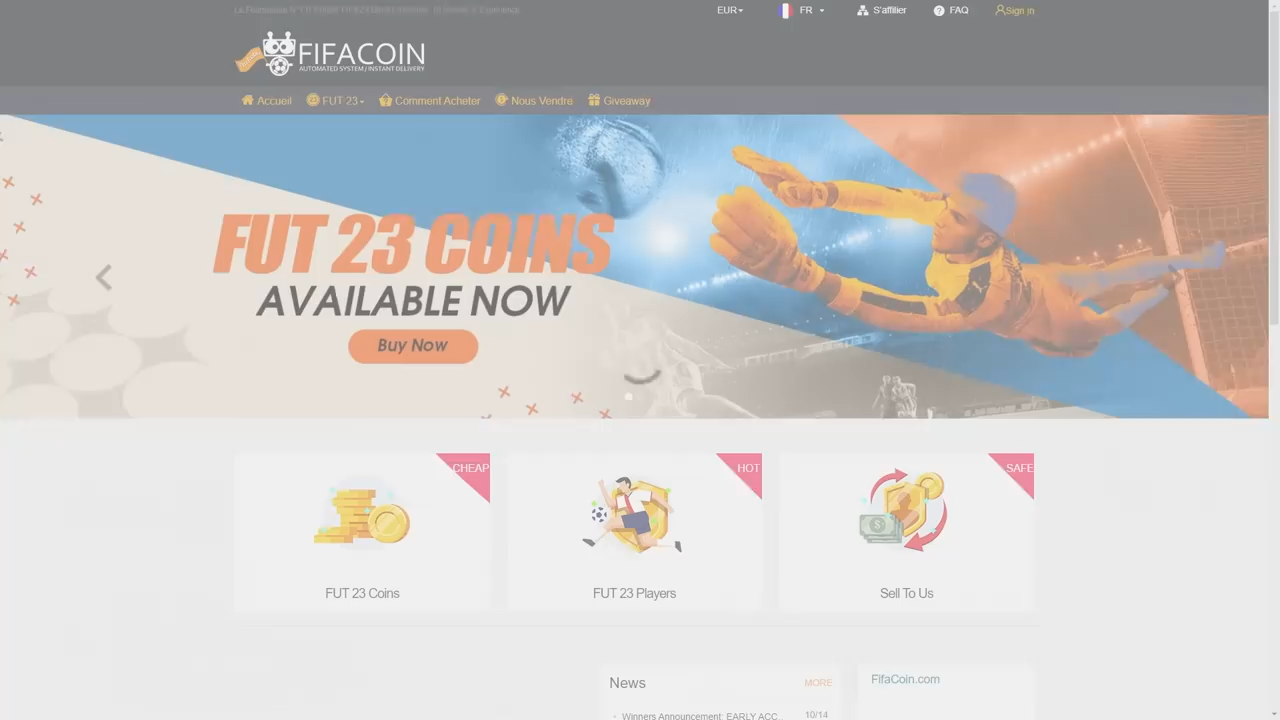 EUR FR S'affilier FAQ Sign in
FIFACOIN
AUTOMATED SYSTEM / INSTANT DELIVERY
Accueil FUT 23 Comment Acheter Nous Vendre Giveaway
FUT 23 COINS
AVAILABLE NOW
Buy Now
CHEAP HOT SAFE
FUT 23 Coins FUT 23 Players Sell To Us
News MORE FifaCoin.com
Winners Announcement: EARLY ACC... 10/14